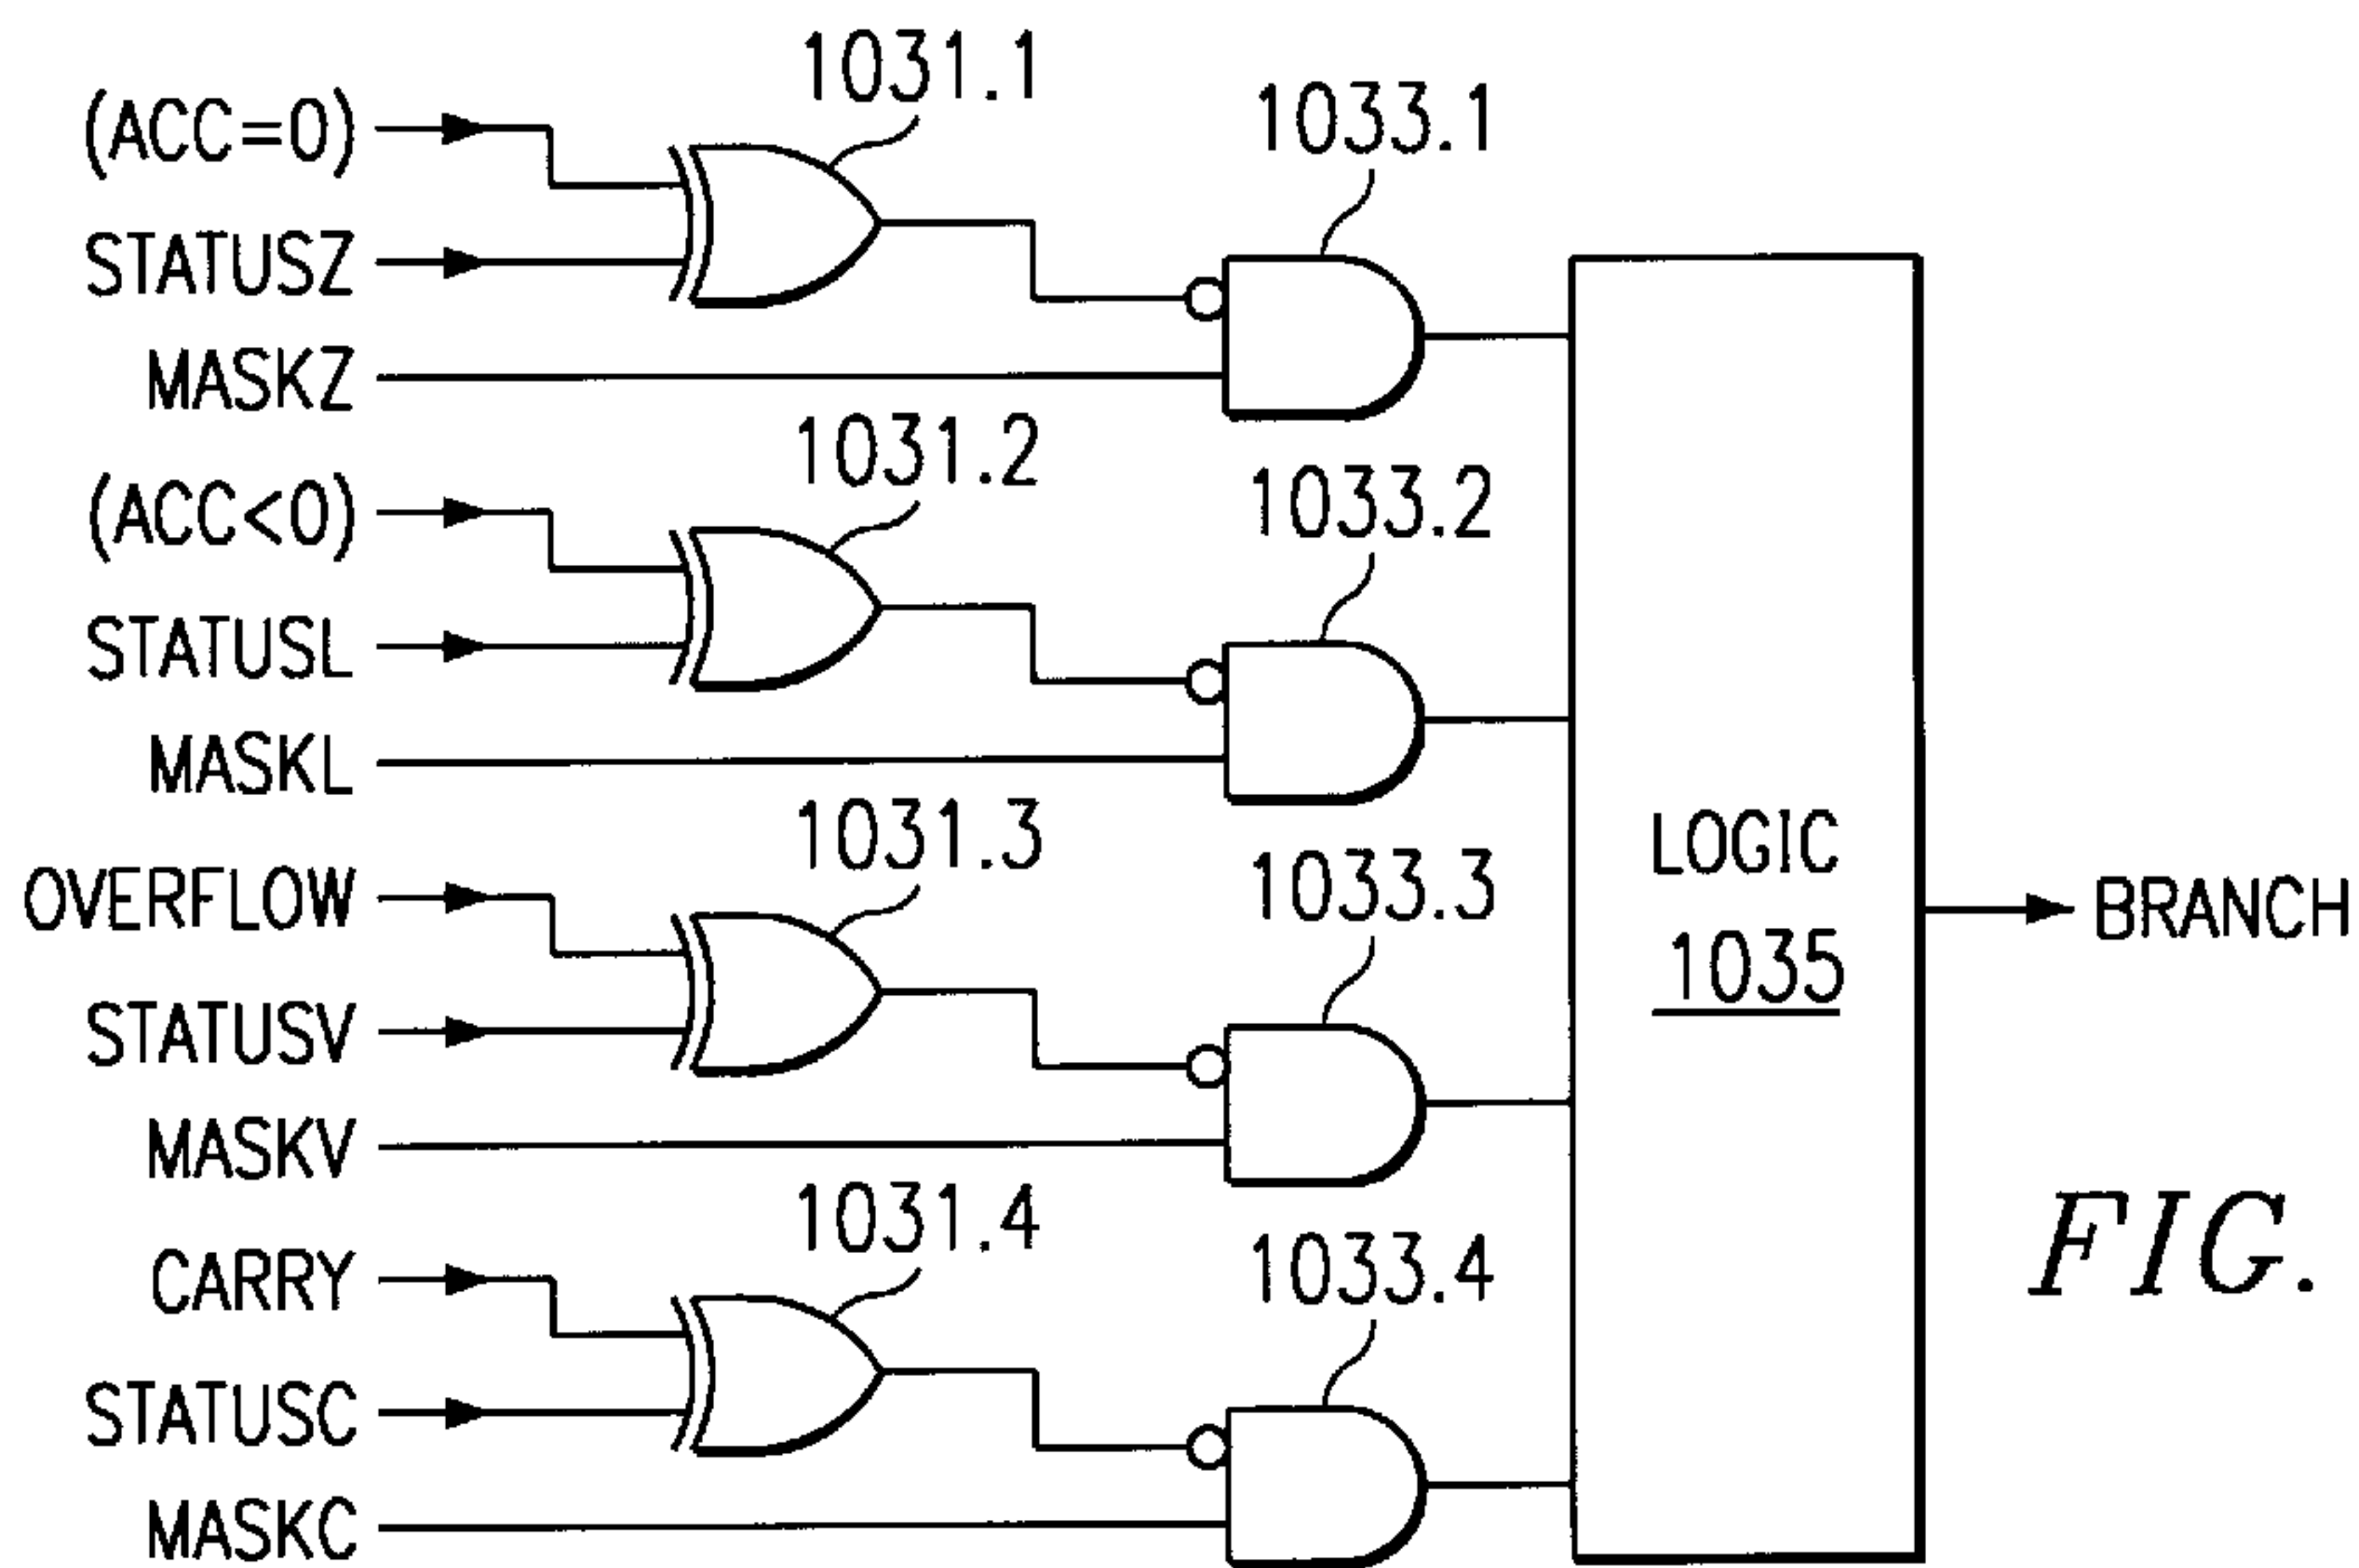 1031.1
(ACC=0)
1033.1
STATUSZ
MASKZ
1031.2
(ACC<0)
1033.2
STATUSL
MASKL
1031.3
OVERFLOW
1033.3
LOGIC
1035
BRANCH
STATUSV
MASKV
1031.4
CARRY
1033.4
FIG.
STATUSC
MASKC